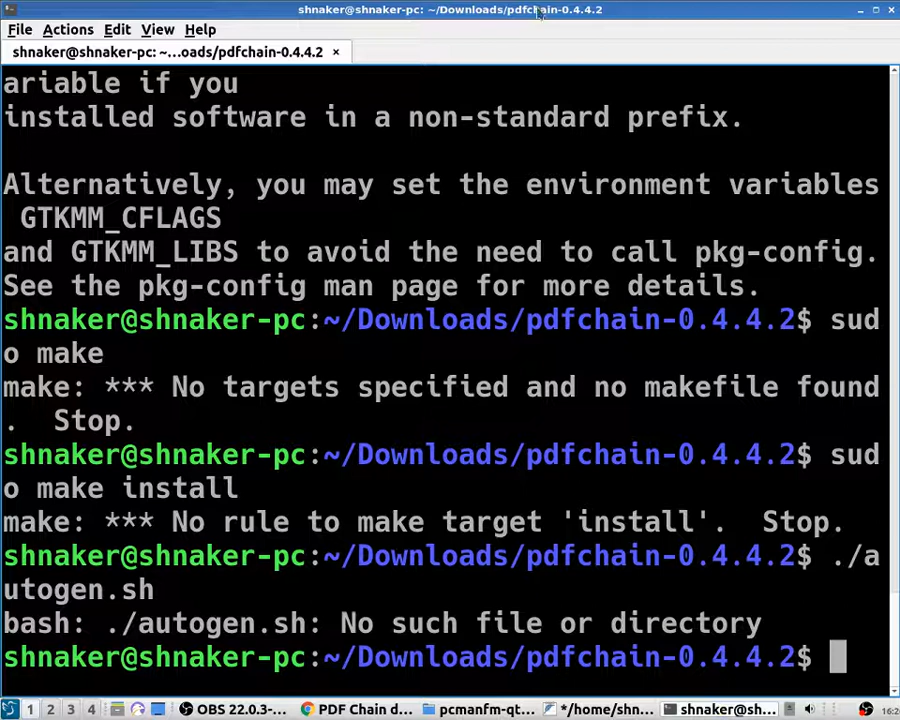 shnaker@shnaker-pc: ~/Downloads/pdfchain-0.4.4.2
File Actions Edit View Help
shnaker@shnaker-pc: ~...oads/pdfchain-0.4.4.2 ×
ariable if you
installed software in a non-standard prefix.
Alternatively, you may set the environment variables
 GTKMM_CFLAGS
and GTKMM_LIBS to avoid the need to call pkg-config.
See the pkg-config man page for more details.
shnaker@shnaker-pc:~/Downloads/pdfchain-0.4.4.2$ sud
o make
make: *** No targets specified and no makefile found
.  Stop.
shnaker@shnaker-pc:~/Downloads/pdfchain-0.4.4.2$ sud
o make install
make: *** No rule to make target 'install'.  Stop.
shnaker@shnaker-pc:~/Downloads/pdfchain-0.4.4.2$ ./a
utogen.sh
bash: ./autogen.sh: No such file or directory
shnaker@shnaker-pc:~/Downloads/pdfchain-0.4.4.2$
1 2 3 4 OBS 22.0.3-... PDF Chain d... pcmanfm-qt... */home/shn... shnaker@sh... 16:2